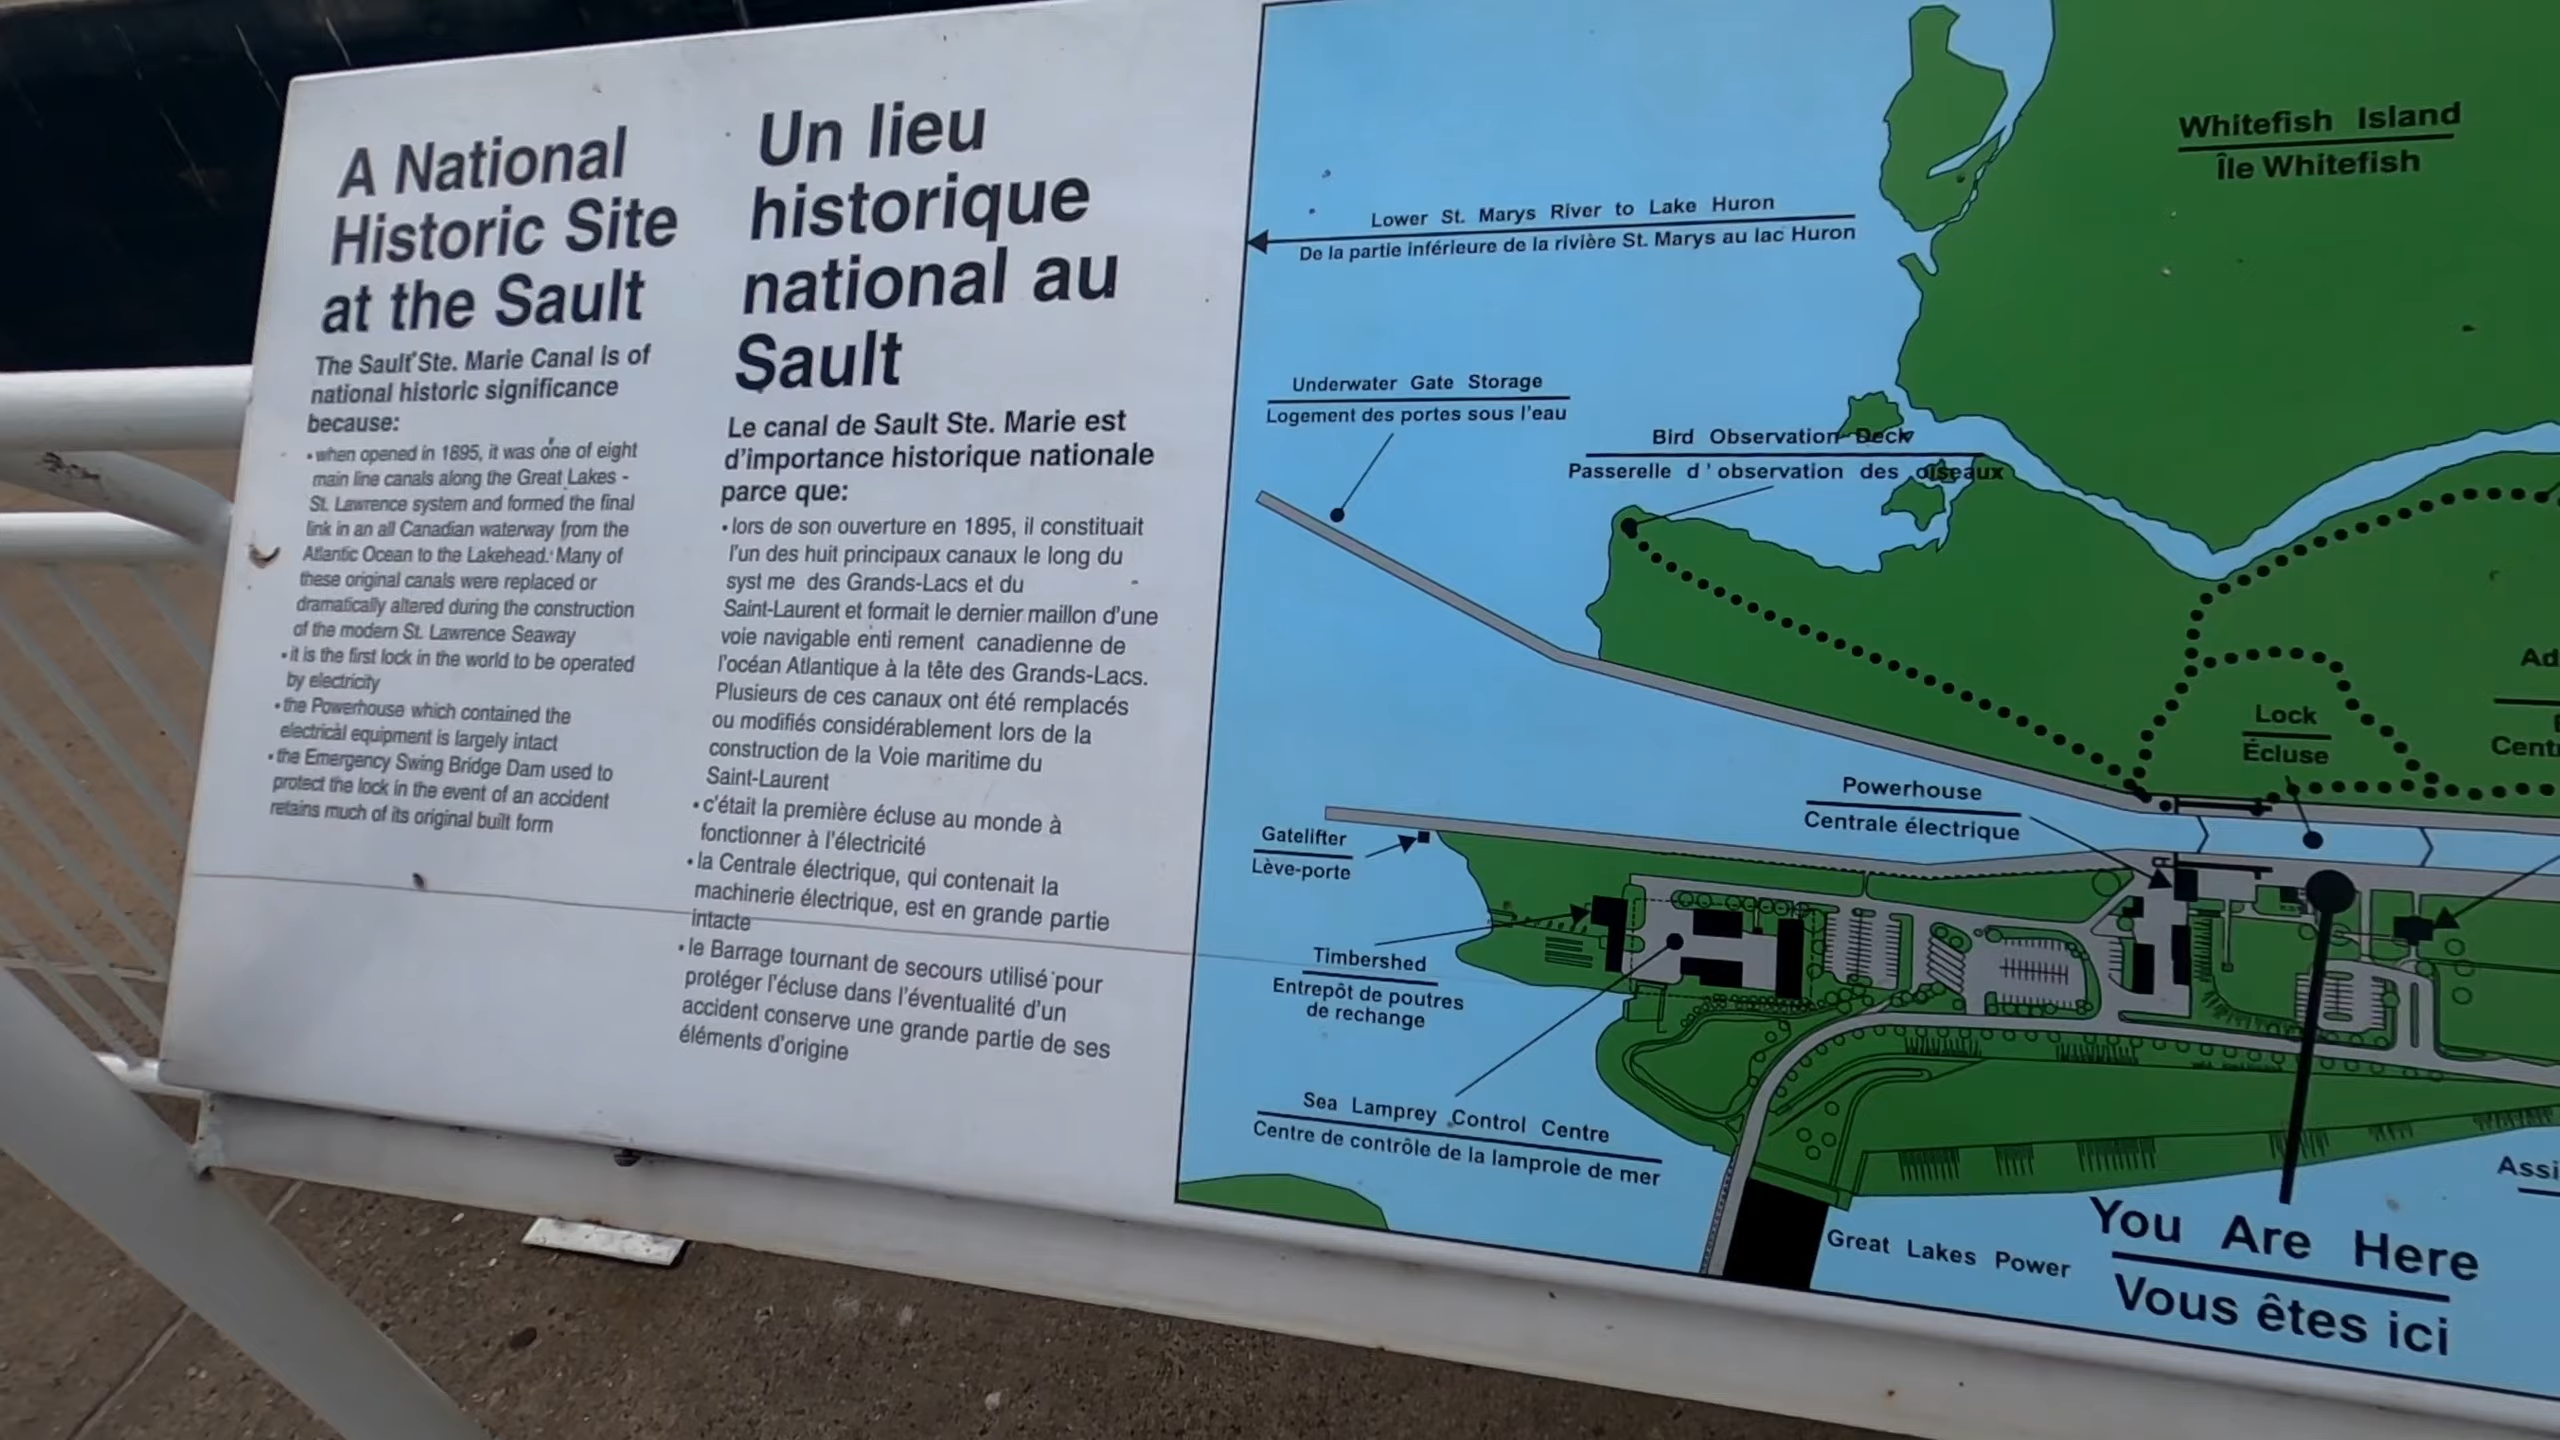 A National
Historic Site
at the Sault
The Sault Ste. Marie Canal is of
national historic significance
because:
• when opened in 1895, it was one of eight
main line canals along the Great Lakes -
St. Lawrence system and formed the final
link in an all Canadian waterway from the
Atlantic Ocean to the Lakehead. Many of
these original canals were replaced or
dramatically altered during the construction
of the modern St. Lawrence Seaway
• it is the first lock in the world to be operated
by electricity
• the Powerhouse which contained the
electrical equipment is largely intact
• the Emergency Swing Bridge Dam used to
protect the lock in the event of an accident
retains much of its original built form
Un lieu
historique
national au
Sault
Le canal de Sault Ste. Marie est
d'importance historique nationale
parce que:
• lors de son ouverture en 1895, il constituait
l'un des huit principaux canaux le long du
syst me des Grands-Lacs et du
Saint-Laurent et formait le dernier maillon d'une
voie navigable enti rement canadienne de
l'océan Atlantique à la tête des Grands-Lacs.
Plusieurs de ces canaux ont été remplacés
ou modifiés considérablement lors de la
construction de la Voie maritime du
Saint-Laurent
• c'était la première écluse au monde à
fonctionner à l'électricité
• la Centrale électrique, qui contenait la
machinerie électrique, est en grande partie
intacte
• le Barrage tournant de secours utilisé pour
protéger l'écluse dans l'éventualité d'un
accident conserve une grande partie de ses
éléments d'origine
Whitefish Island
Île Whitefish
Lower St. Marys River to Lake Huron
De la partie inférieure de la rivière St. Marys au lac Huron
Underwater Gate Storage
Logement des portes sous l'eau
Bird Observation Deck
Passerelle d'observation des oiseaux
Lock
Écluse
Ad
Cent
Powerhouse
Centrale électrique
Gatelifter
Lève-porte
Timbershed
Entrepôt de poutres
de rechange
Sea Lamprey Control Centre
Centre de contrôle de la lamproie de mer
Great Lakes Power
Assi
You Are Here
Vous êtes ici